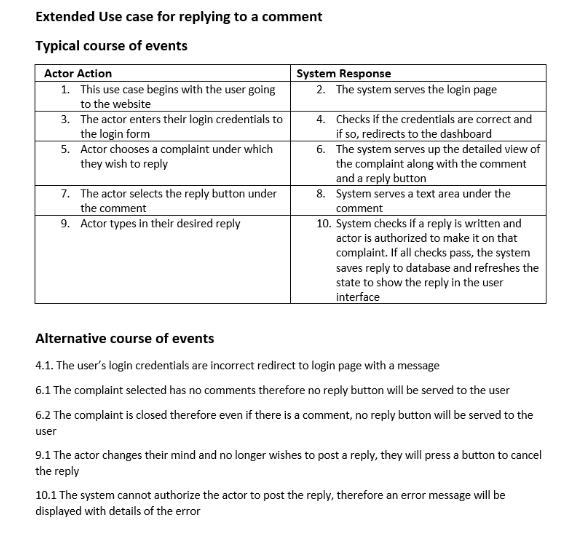 Extended Use case for replying to a comment
Typical course of events
Actor Action
System Response
1. This use case begins with the user going
to the website
2. The system serves the login page
3. The actor enters their login credentials to
the login form
4. Checks if the credentials are correct and
if so, redirects to the dashboard
5. Actor chooses a complaint under which
they wish to reply
6. The system serves up the detailed view of
the complaint along with the comment
and a reply button
7. The actor selects the reply button under
the comment
8. System serves a text area under the
comment
9. Actor types in their desired reply
10. System checks if a reply is written and
actor is authorized to make it on that
complaint. If all checks pass, the system
saves reply to database and refreshes the
state to show the reply in the user
interface
Alternative course of events
4.1. The user's login credentials are incorrect redirect to login page with a message
6.1 The complaint selected has no comments therefore no reply button will be served to the user
6.2 The complaint is closed therefore even if there is a comment, no reply button will be served to the
user
9.1 The actor changes their mind and no longer wishes to post a reply, they will press a button to cancel
the reply
10.1 The system cannot authorize the actor to post the reply, therefore an error message will be
displayed with details of the error